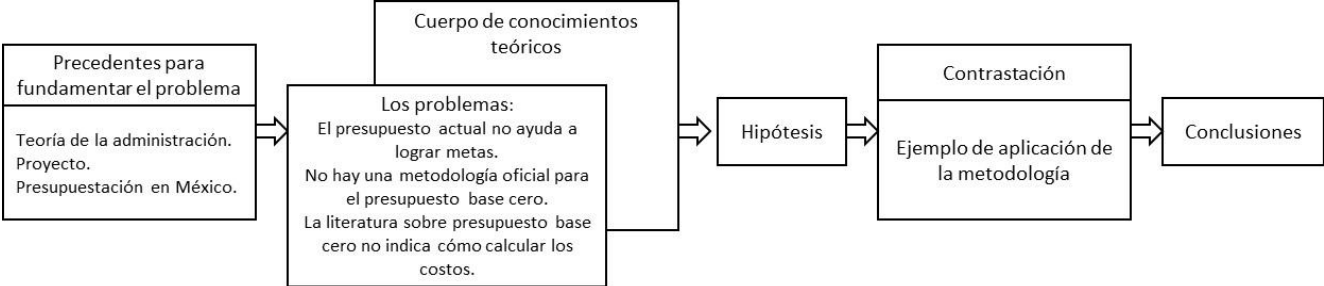 Precedentes para
fundamentar el problema
Teoría de la administración.
Proyecto.
Presupuestación en México.
Cuerpo de conocimientos
teóricos
Los problemas:
El presupuesto actual no ayuda a
lograr metas.
No hay una metodología oficial para
el presupuesto base cero.
La literatura sobre presupuesto base
cero no indica cómo calcular los
costos.
Hipótesis
Contrastación
Ejemplo de aplicación de
la metodología
Conclusiones